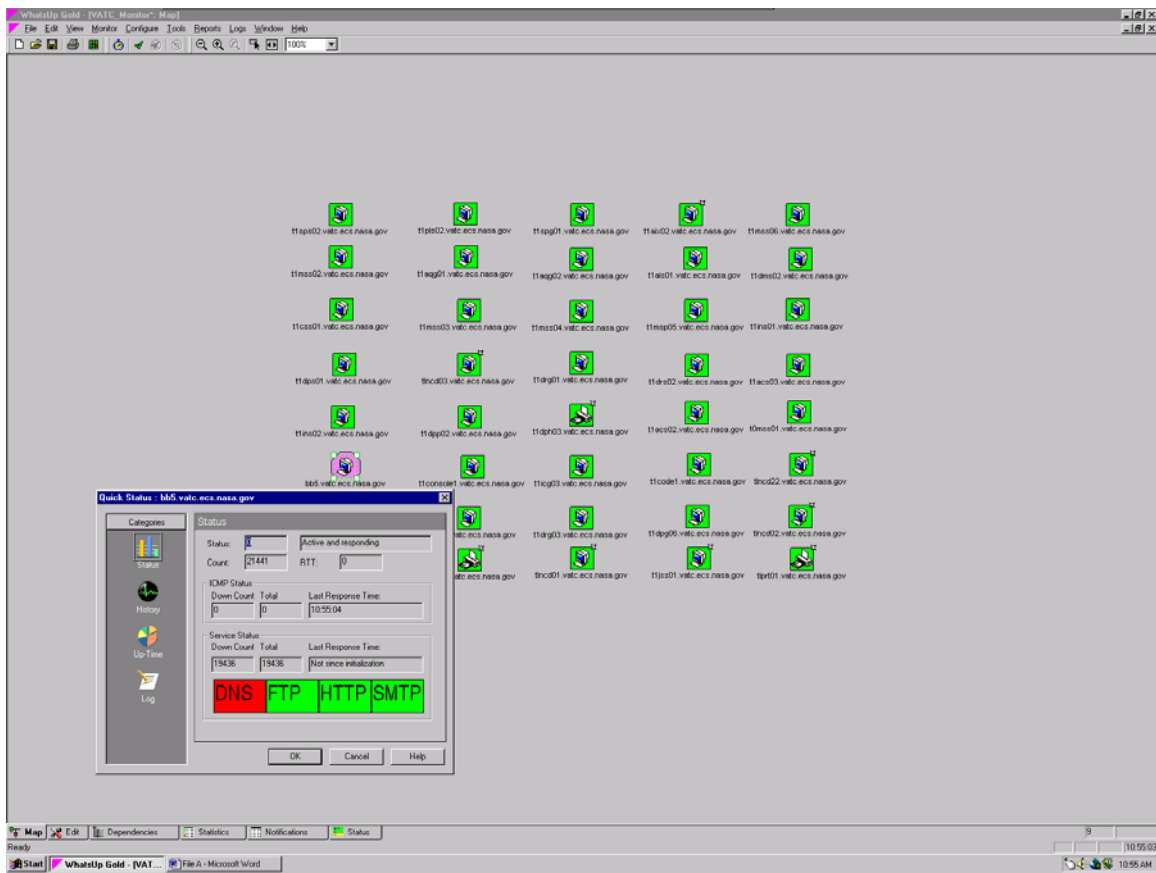 WhatsUp Gold - [VATC_Monitor*: Map]
File Edit View Monitor Configure Tools Reports Logs Window Help
100%
t1sps02.vatc.ecs.nasa.gov t1pls02.vatc.ecs.nasa.gov t1spg01.vatc.ecs.nasa.gov t1aix02.vatc.ecs.nasa.gov t1mss06.vatc.ecs.nasa.gov
t1mss02.vatc.ecs.nasa.gov t1aqg01.vatc.ecs.nasa.gov t1aqg02.vatc.ecs.nasa.gov t1ais01.vatc.ecs.nasa.gov t1dms02.vatc.ecs.nasa.gov
t1css01.vatc.ecs.nasa.gov t1mss03.vatc.ecs.nasa.gov t1mss04.vatc.ecs.nasa.gov t1msp05.vatc.ecs.nasa.gov t1ins01.vatc.ecs.nasa.gov
t1dps01.vatc.ecs.nasa.gov tlncd03.vatc.ecs.nasa.gov t1drg01.vatc.ecs.nasa.gov t1drs02.vatc.ecs.nasa.gov t1acs03.vatc.ecs.nasa.gov
t1ins02.vatc.ecs.nasa.gov t1dpp02.vatc.ecs.nasa.gov t1dph03.vatc.ecs.nasa.gov t1acs02.vatc.ecs.nasa.gov t0mss01.vatc.ecs.nasa.gov
bb5.vatc.ecs.nasa.gov t1console1.vatc.ecs.nasa.gov t1icg03.vatc.ecs.nasa.gov t1code1.vatc.ecs.nasa.gov tlncd22.vatc.ecs.nasa.gov
t1drg03.vatc.ecs.nasa.gov t1dpg06.vatc.ecs.nasa.gov tlncd02.vatc.ecs.nasa.gov
tlncd01.vatc.ecs.nasa.gov t1jss01.vatc.ecs.nasa.gov tlprt01.vatc.ecs.nasa.gov
Quick Status : bb5.vatc.ecs.nasa.gov
Categories
Status
History
Up-Time
Log
Status
Status: Active and responding
Count: 21441 RTT: 0
ICMP Status
Down Count Total Last Response Time:
0 0 10:55:04
Service Status
Down Count Total Last Response Time:
19436 19436 Not since initialization
DNS FTP HTTP SMTP
OK Cancel Help
Map Edit Dependencies Statistics Notifications Status 9
Ready 10:55:03
Start WhatsUp Gold - [VAT... File A - Microsoft Word 10:55 AM